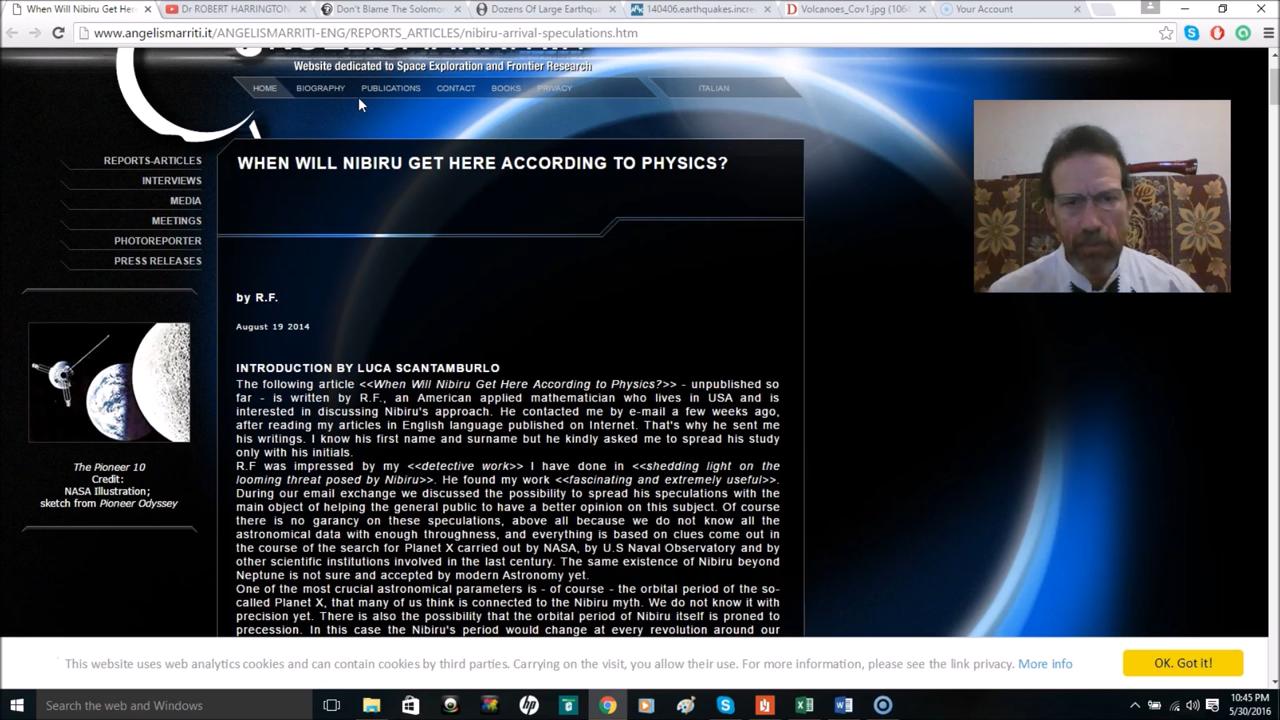 When Will Nibiru Get Here
Dr ROBERT HARRINGTON
Don't Blame The Solomo
Dozens Of Large Earthqu
140406.earthquakes.incre
Volcanoes_Cov1.jpg (106
Your Account
www.angelismarriti.it/ANGELISMARRITI-ENG/REPORTS_ARTICLES/nibiru-arrival-speculations.htm
Website dedicated to Space Exploration and Frontier Research
HOME BIOGRAPHY PUBLICATIONS CONTACT BOOKS PRIVACY ITALIAN
REPORTS-ARTICLES
INTERVIEWS
MEDIA
MEETINGS
PHOTOREPORTER
PRESS RELEASES
The Pioneer 10
Credit:
NASA Illustration;
sketch from Pioneer Odyssey
WHEN WILL NIBIRU GET HERE ACCORDING TO PHYSICS?
by R.F.
August 19 2014
INTRODUCTION BY LUCA SCANTAMBURLO
The following article <<When Will Nibiru Get Here According to Physics?>> - unpublished so
far - is written by R.F., an American applied mathematician who lives in USA and is
interested in discussing Nibiru's approach. He contacted me by e-mail a few weeks ago,
after reading my articles in English language published on Internet. That's why he sent me
his writings. I know his first name and surname but he kindly asked me to spread his study
only with his initials.
R.F was impressed by my <<detective work>> I have done in <<shedding light on the
looming threat posed by Nibiru>>. He found my work <<fascinating and extremely useful>>.
During our email exchange we discussed the possibility to spread his speculations with the
main object of helping the general public to have a better opinion on this subject. Of course
there is no garancy on these speculations, above all because we do not know all the
astronomical data with enough throughness, and everything is based on clues come out in
the course of the search for Planet X carried out by NASA, by U.S Naval Observatory and by
other scientific institutions involved in the last century. The same existence of Nibiru beyond
Neptune is not sure and accepted by modern Astronomy yet.
One of the most crucial astronomical parameters is - of course - the orbital period of the so-
called Planet X, that many of us think is connected to the Nibiru myth. We do not know it with
precision yet. There is also the possibility that the orbital period of Nibiru itself is proned to
precession. In this case the Nibiru's period would change at every revolution around our
This website uses web analytics cookies and can contain cookies by third parties. Carrying on the visit, you allow their use. For more information, please see the link privacy. More info
OK. Got it!
Search the web and Windows
10:45 PM
5/30/2016